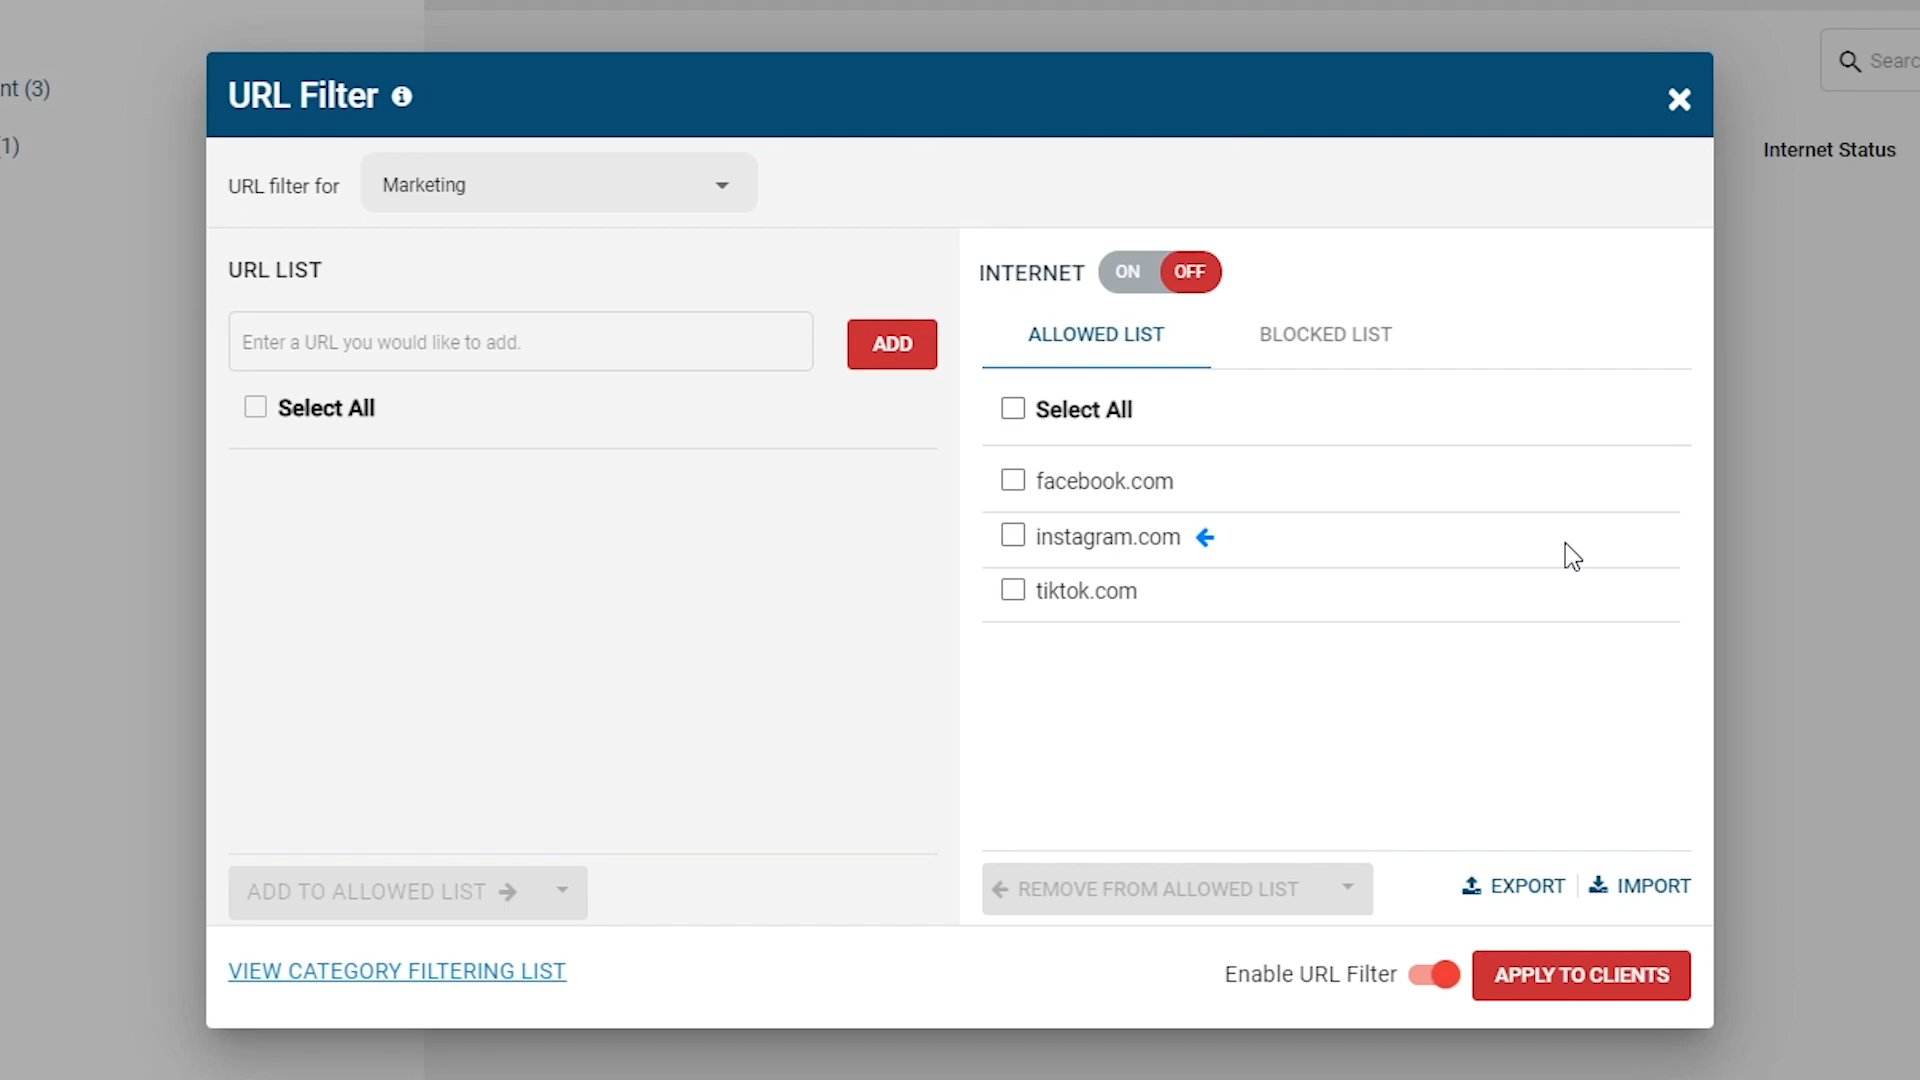 nt (3)
(1)
Searc
Internet Status
URL Filter
URL filter for
Marketing
URL LIST
Enter a URL you would like to add.
ADD
Select All
ADD TO ALLOWED LIST
INTERNET
ON
OFF
ALLOWED LIST
BLOCKED LIST
Select All
facebook.com
instagram.com
tiktok.com
REMOVE FROM ALLOWED LIST
EXPORT
IMPORT
VIEW CATEGORY FILTERING LIST
Enable URL Filter
APPLY TO CLIENTS